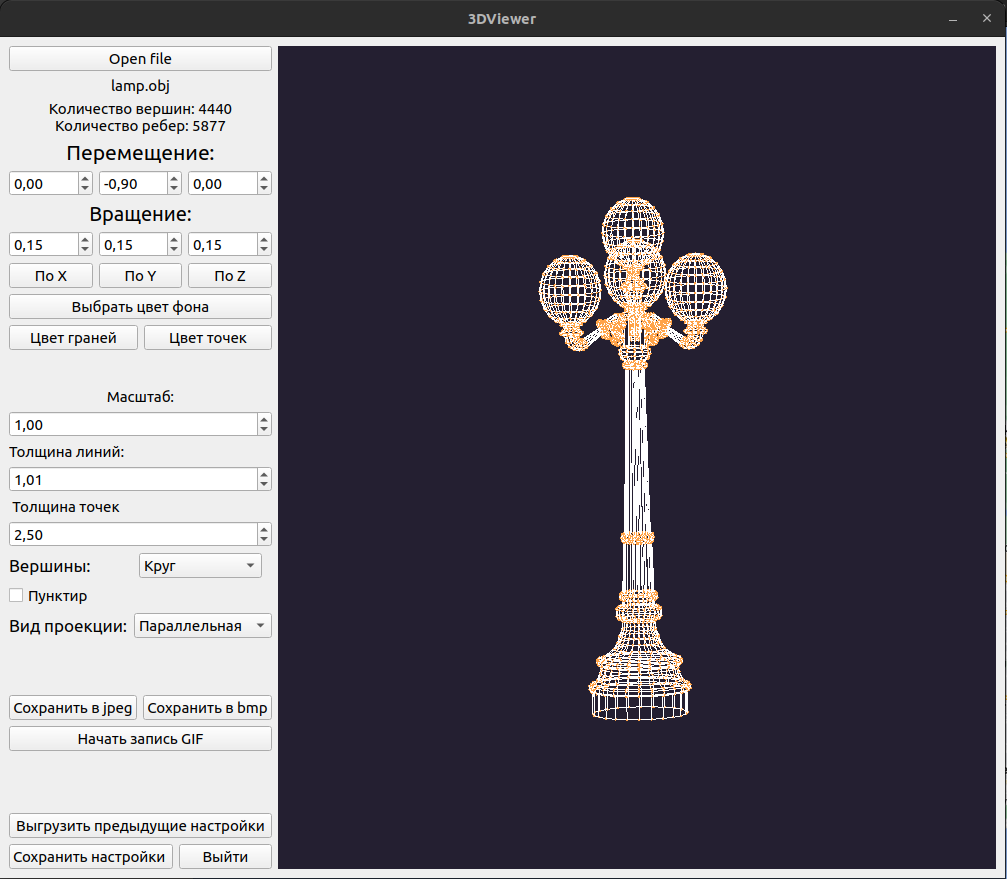 3DViewer
Open file
lamp.obj
Количество вершин: 4440
Количество ребер: 5877
Перемещение:
0,00 -0,90 0,00
Вращение:
0,15 0,15 0,15
По X По Y По Z
Выбрать цвет фона
Цвет граней Цвет точек
Масштаб:
1,00
Толщина линий:
1,01
Толщина точек
2,50
Вершины: Круг
Пунктир
Вид проекции: Параллельная
Сохранить в jpeg Сохранить в bmp
Начать запись GIF
Выгрузить предыдущие настройки
Сохранить настройки Выйти